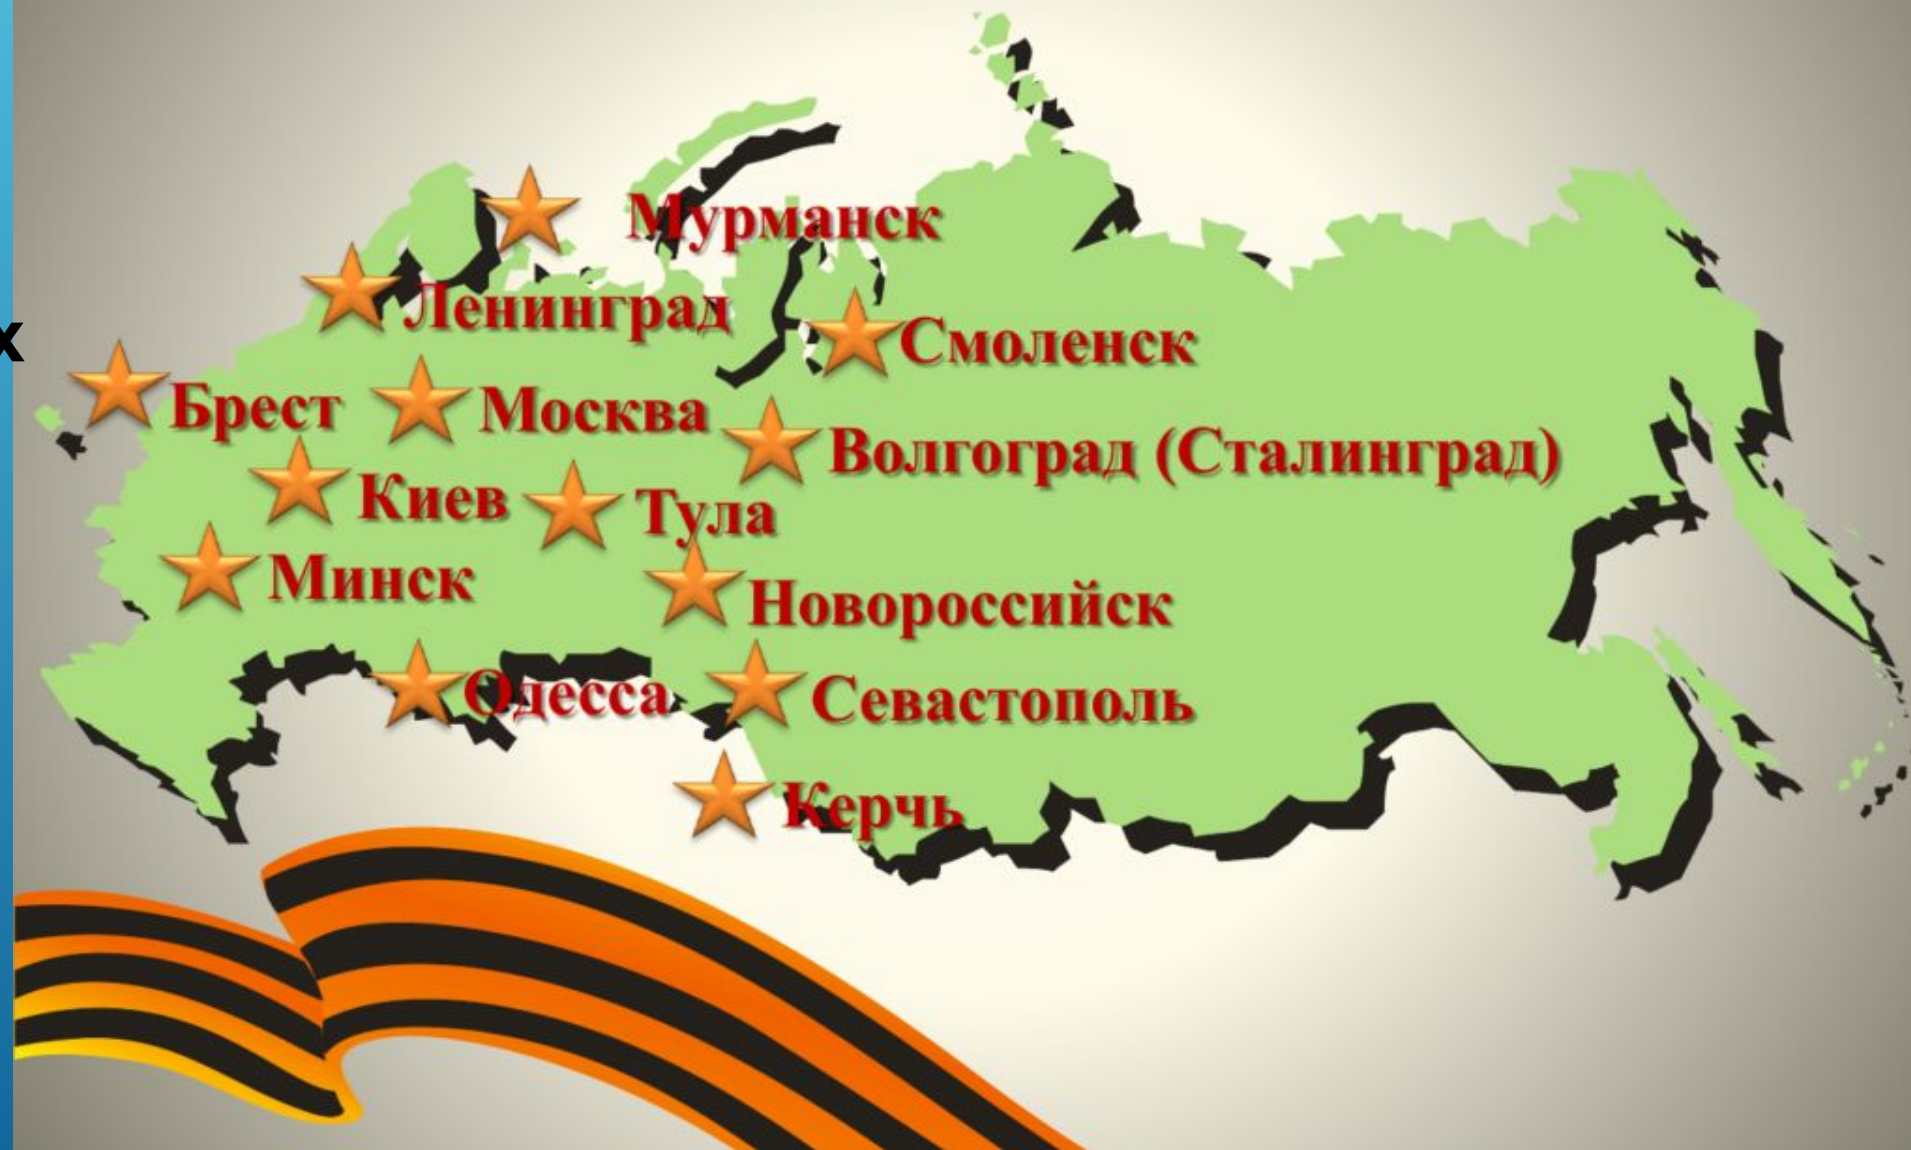 Мурманск
Ленинград
Смоленск
х
Брест
Москва
Волгоград (Сталинград)
Киев
Тула
Минск
Новороссийск
Одесса
Севастополь
Керчь